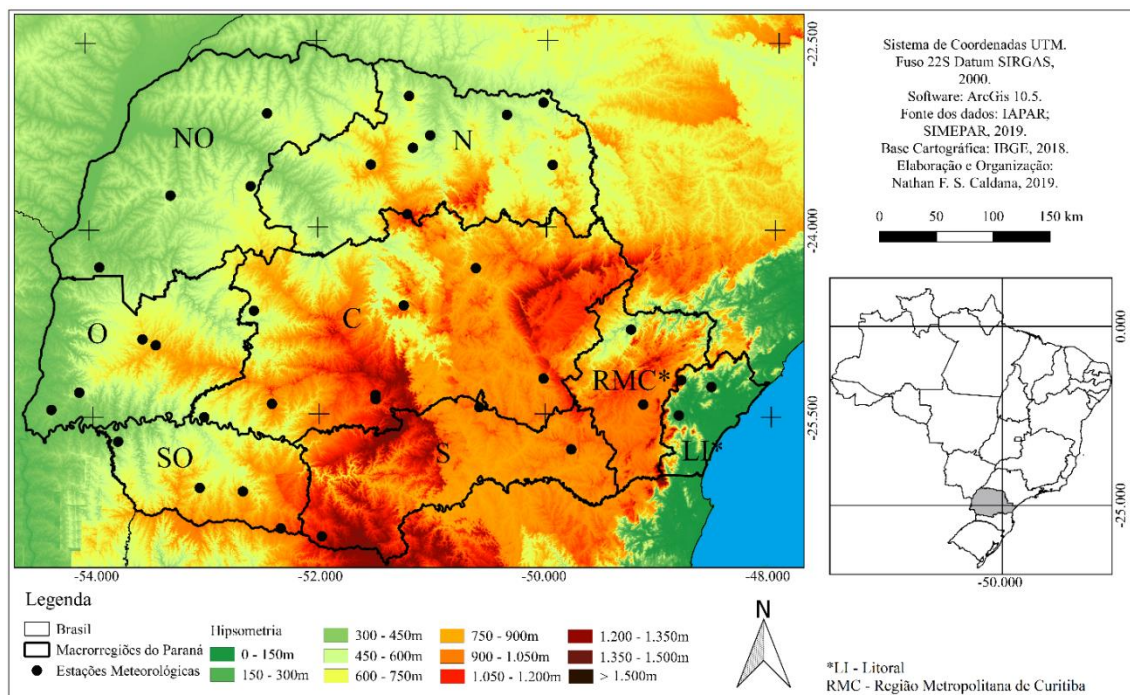 -22.500
-24.000
-25.500
-54.000
-52.000
-50.000
-48.000
NO
N
O
C
RMC*
SO
S
LI*
Sistema de Coordenadas UTM.
Fuso 22S Datum SIRGAS,
2000.
Software: ArcGis 10.5.
Fonte dos dados: IAPAR;
SIMEPAR, 2019.
Base Cartográfica: IBGE, 2018.
Elaboração e Organização:
Nathan F. S. Caldana, 2019.
0 50 100 150 km
0.000
-25.000
-50.000
Legenda
Brasil
Macrorregiões do Paraná
Estações Meteorológicas
Hipsometria
0 - 150m
150 - 300m
300 - 450m
450 - 600m
600 - 750m
750 - 900m
900 - 1.050m
1.050 - 1.200m
1.200 - 1.350m
1.350 - 1.500m
> 1.500m
N
*LI - Litoral
RMC - Região Metropolitana de Curitiba